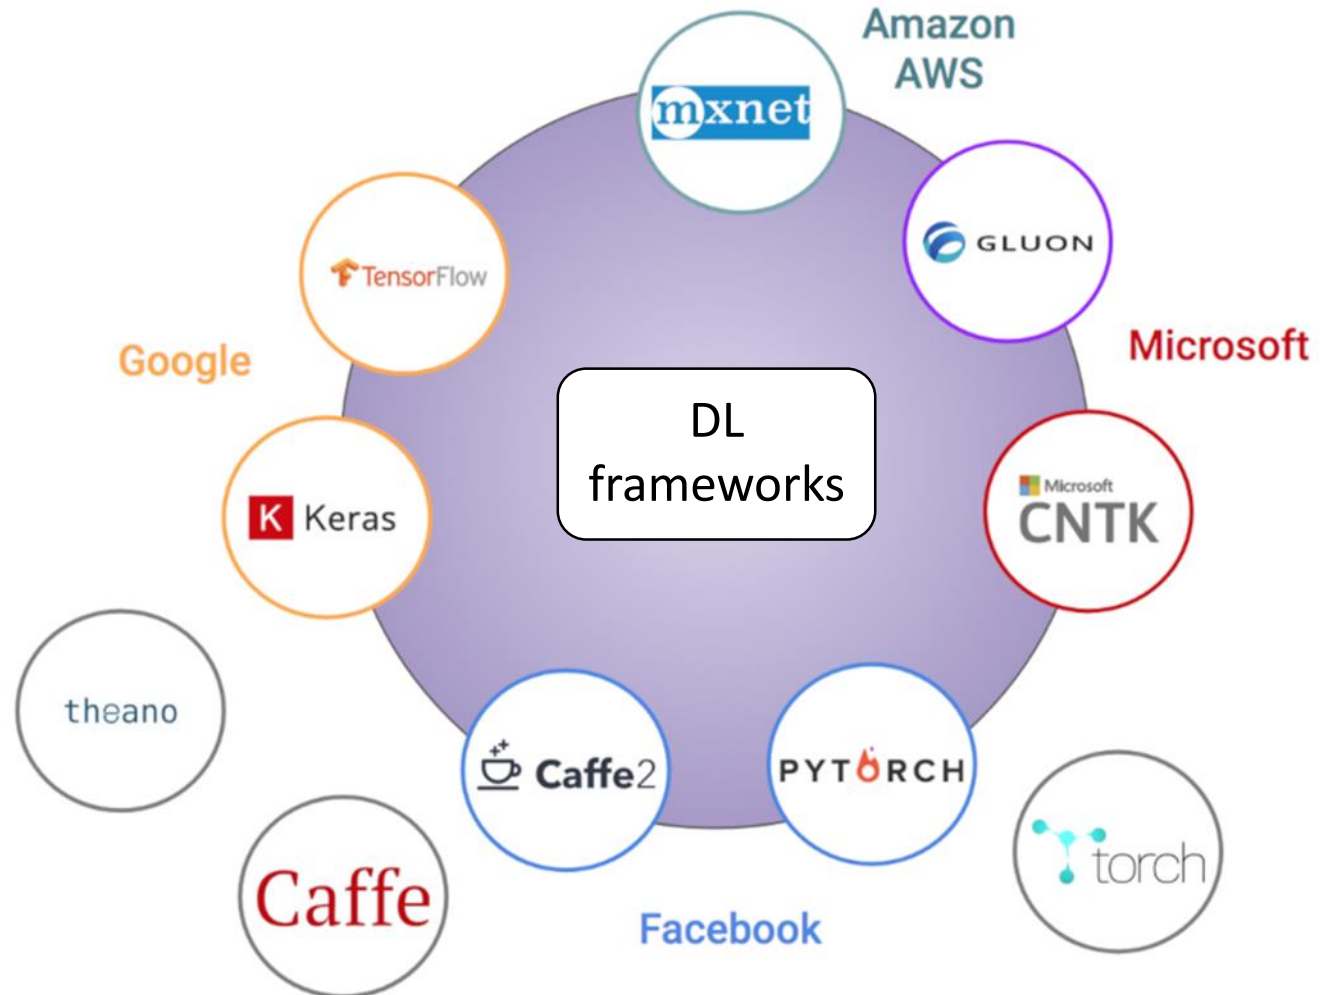 Amazon
AWS
mxnet
GLUON
TensorFlow
Google
Microsoft
DL
frameworks
K Keras
Microsoft
CNTK
theano
Caffe2
PYTORCH
torch
Caffe
Facebook